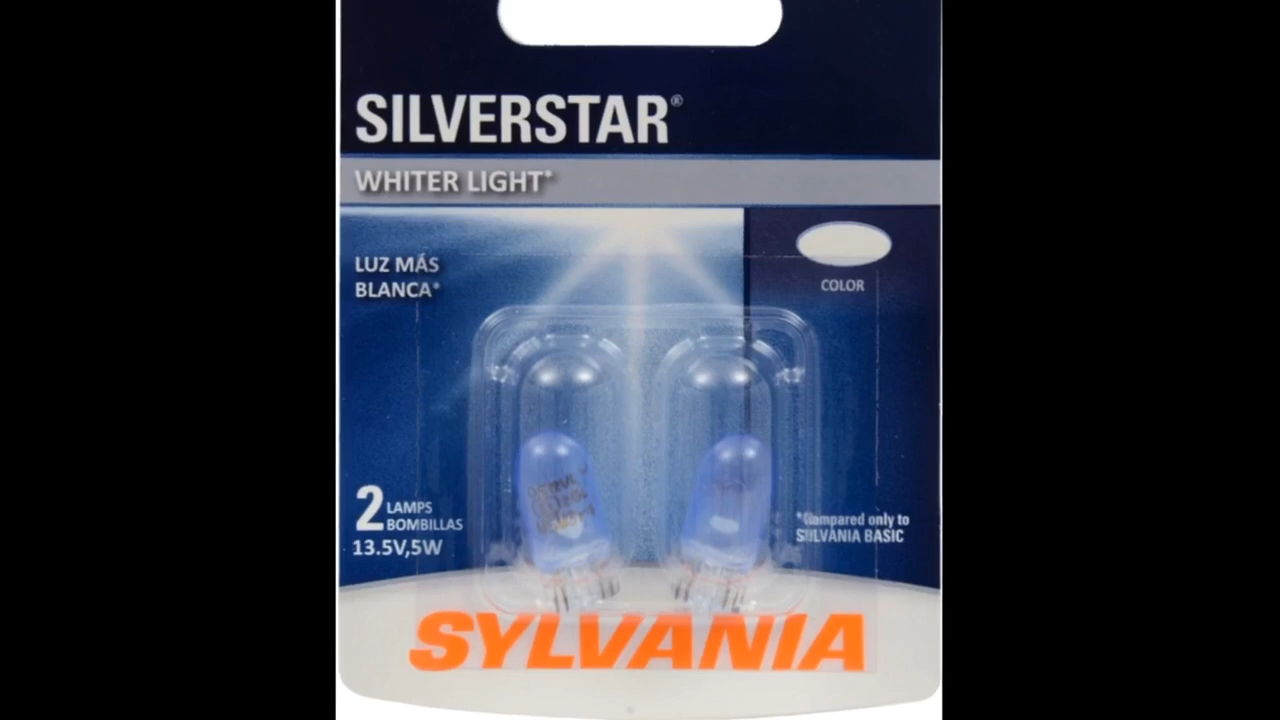 SILVERSTAR®
WHITER LIGHT*
LUZ MÁS
BLANCA*
COLOR
2 LAMPS
BOMBILLAS
13.5V,5W
*Compared only to
SYLVANIA BASIC
SYLVANIA